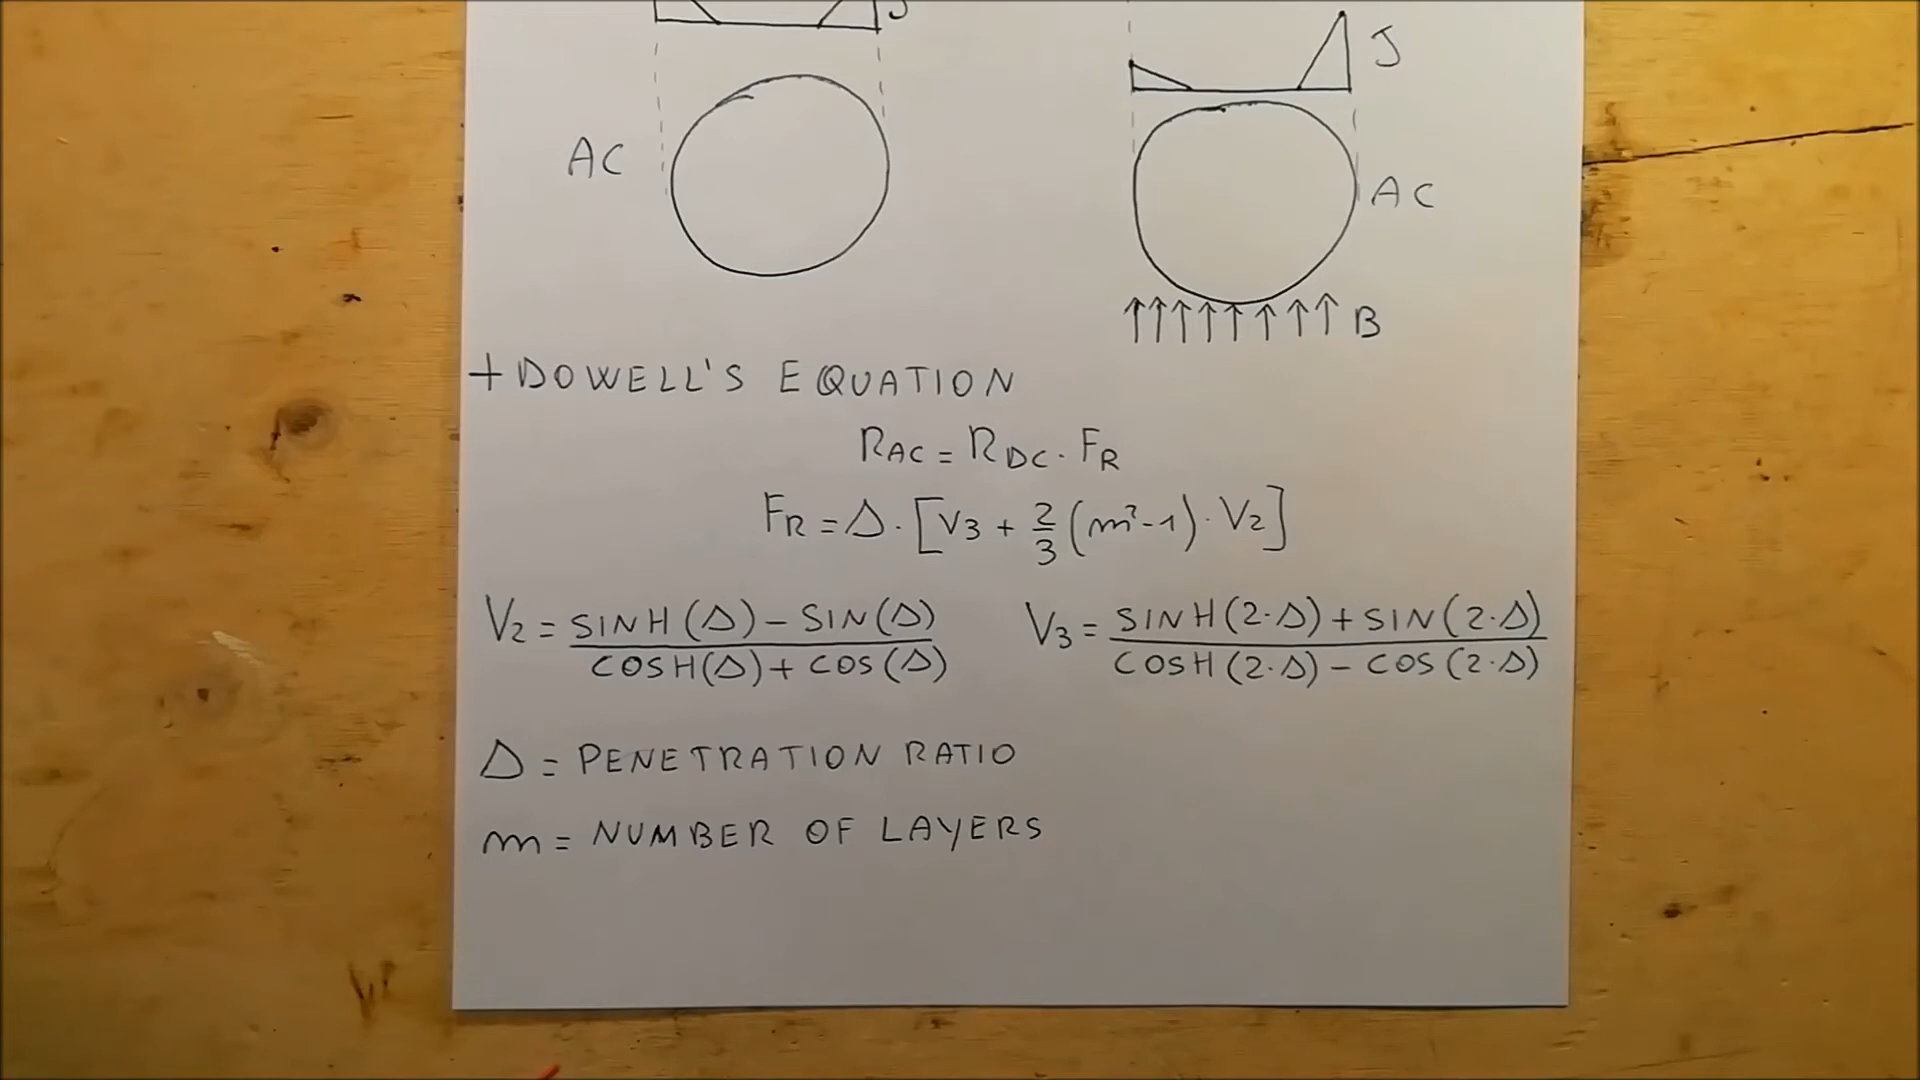 J
J
AC
AC
↑↑↑↑↑↑↑↑ B
+ DOWELL'S EQUATION
RAC = RDC · FR
FR = Δ · [V3 + 2/3 (m²-1) · V2]
V2 = SINH(Δ) - SIN(Δ) / COSH(Δ) + COS(Δ)
V3 = SINH(2·Δ) + SIN(2·Δ) / COSH(2·Δ) - COS(2·Δ)
Δ = PENETRATION RATIO
m = NUMBER OF LAYERS